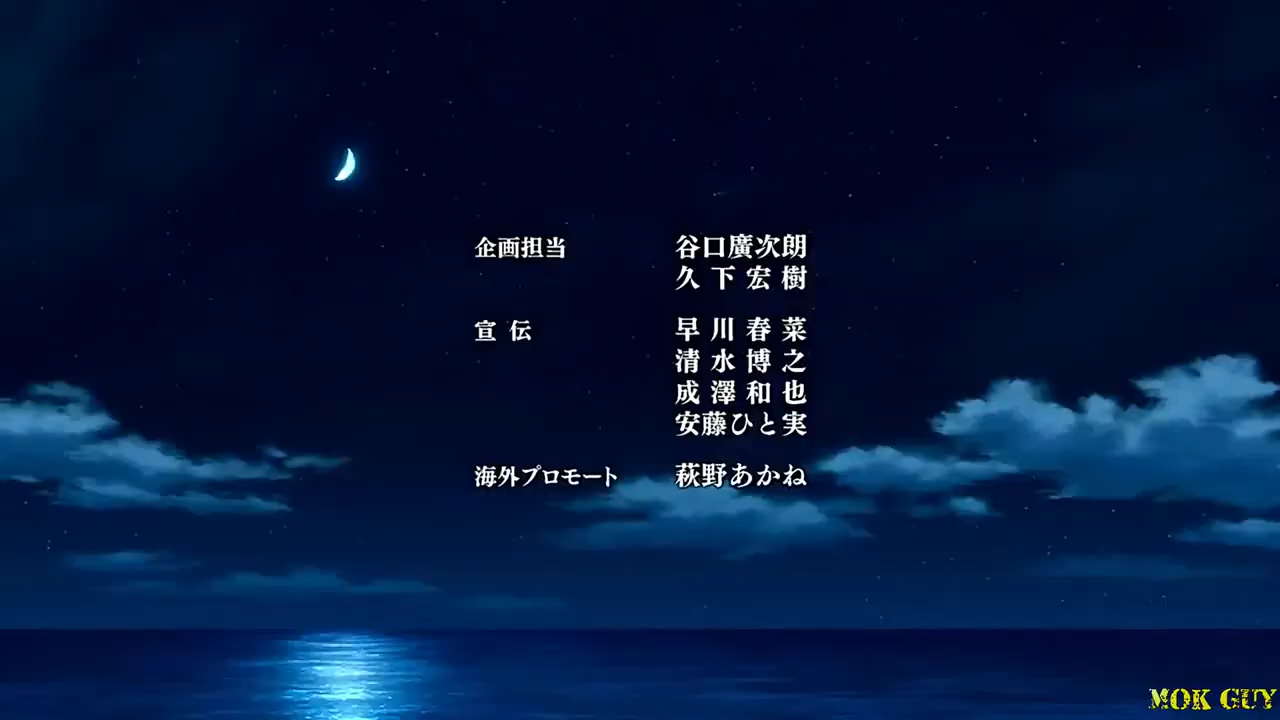 企画担当 谷口廣次朗
久下宏樹
宣伝 早川春菜
清水博之
成澤和也
安藤ひと実
海外プロモート 萩野あかね
MOK GUY